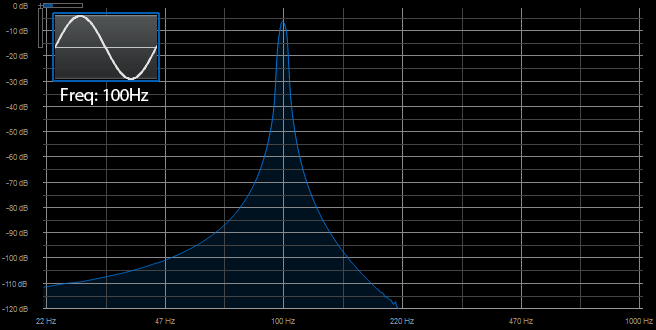 0 dB
-10 dB
Freq: 100Hz
-20 dB
-30 dB
-40 dB
-50 dB
-60 dB
-70 dB
-80 dB
-90 dB
-100 dB
-110 dB
-120 dB
22 Hz 47 Hz 100 Hz 220 Hz 470 Hz 1000 Hz